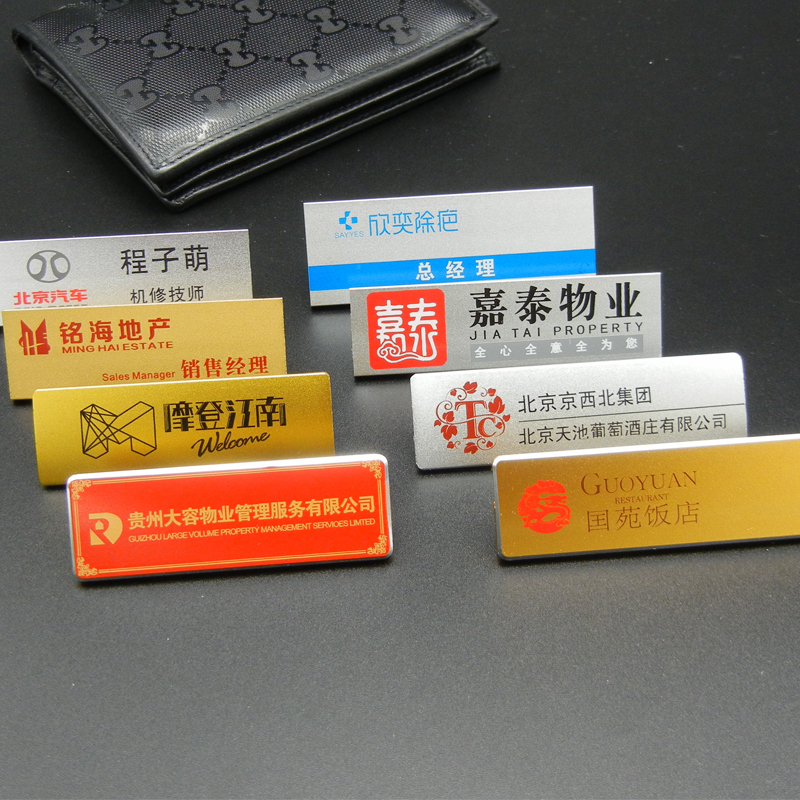 程子萌
北京汽车
机修技师
铭海地产
MING HAI ESTATE
Sales Manager 销售经理
摩登江南
Welcome
贵州大容物业管理服务有限公司
GUIZHOU LARGE VOLUME PROPERTY MANAGEMENT SERVICES LIMTED
SAYYES
欣奕除疤
总经理
嘉泰
嘉泰物业
JIA TAI PROPERTY
全心全意全为您
TC
北京京西北集团
北京天池葡萄酒庄有限公司
GUOYUAN
RESTAURANT
国苑饭店